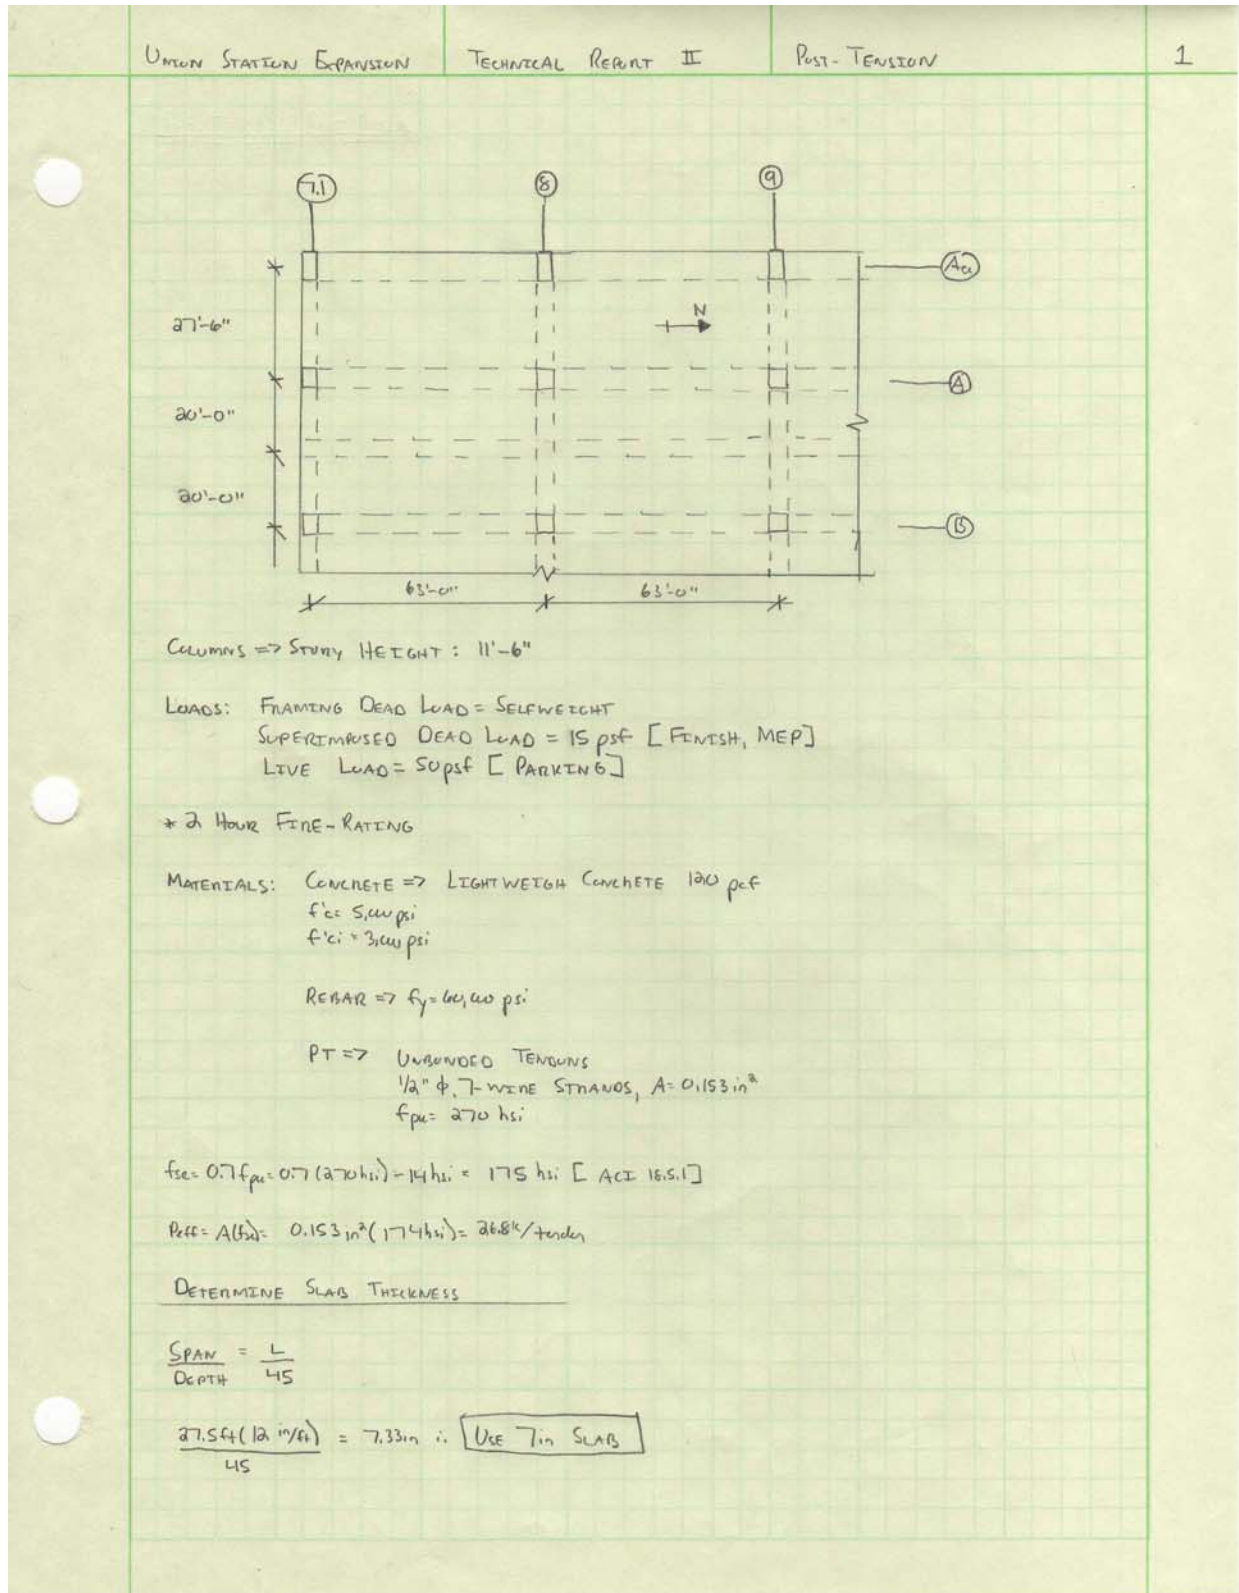 UNION STATION EXPANSION
TECHNICAL REPORT II
POST-TENSION
1
7.1
8
9
Aa
27'-6"
N
A
20'-0"
20'-0"
B
63'-0"
63'-0"
COLUMNS => STORY HEIGHT: 11'-6"
LOADS: FRAMING DEAD LOAD = SELFWEIGHT
SUPERIMPOSED DEAD LOAD = 15 psf [FINISH, MEP]
LIVE LOAD = 50psf [PARKING]
* 2 HOUR FIRE-RATING
MATERIALS: CONCRETE => LIGHTWEIGH CONCRETE 120 pcf
f'c= 5,000 psi
f'ci = 3,000 psi
REBAR => fy= 60,000 psi
PT => UNBONDED TENDONS
1/2" ϕ, 7-WIRE STRANDS, A= 0.153 in²
fpu= 270 ksi
fse= 0.7fpu= 0.7(270ksi)-14ksi = 175 ksi [ACI 18.5.1]
Peff= A(fse)= 0.153in²(174ksi)= 26.8k/tendon
DETERMINE SLAB THICKNESS
SPAN = L
DEPTH 45
27.5ft(12 in/ft) = 7.33in ∴ USE 7in SLAB
45